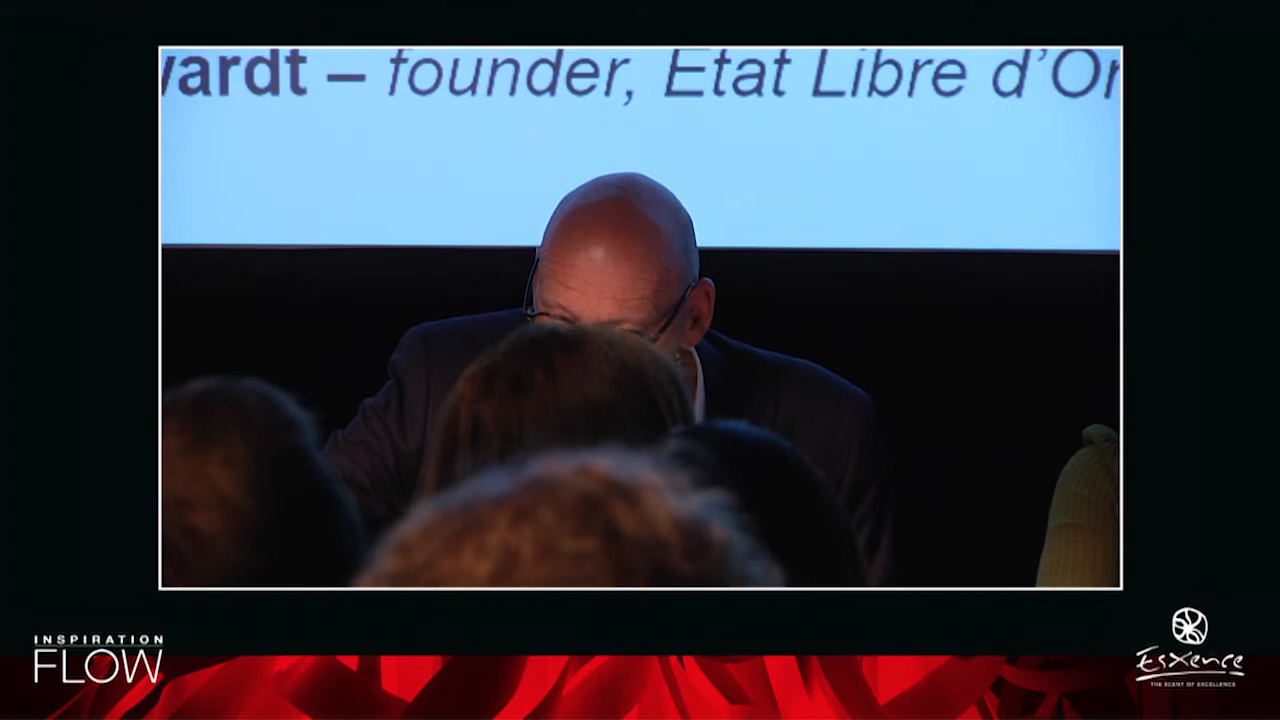 vardt – founder, Etat Libre d’Or
INSPIRATION
FLOW
Esxence
THE SCENT OF EXCELLENCE